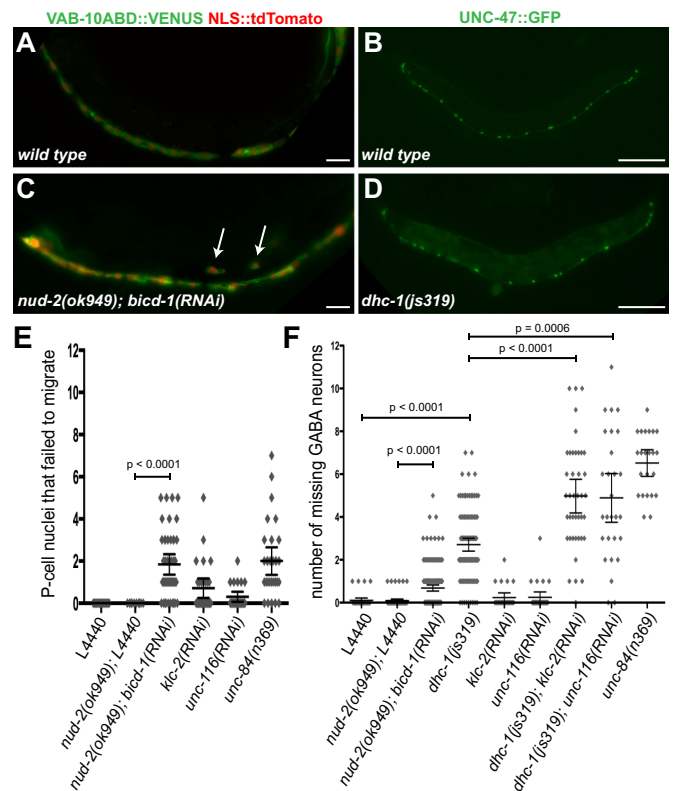 VAB-10ABD::VENUS NLS::tdTomato
UNC-47::GFP
A
wild type
B
wild type
C
nud-2(ok949); bicd-1(RNAi)
D
dhc-1(js319)
E
P-cell nuclei that failed to migrate
12
10
8
6
4
2
0
p < 0.0001
L4440
nud-2(ok949); L4440
nud-2(ok949); bicd-1(RNAi)
klc-2(RNAi)
unc-116(RNAi)
unc-84(n369)
F
number of missing GABA neurons
12
10
8
6
4
2
0
p = 0.0006
p < 0.0001
p < 0.0001
p < 0.0001
L4440
nud-2(ok949); L4440
nud-2(ok949); bicd-1(RNAi)
dhc-1(js319)
klc-2(RNAi)
unc-116(RNAi)
dhc-1(js319); klc-2(RNAi)
dhc-1(js319); unc-116(RNAi)
unc-84(n369)